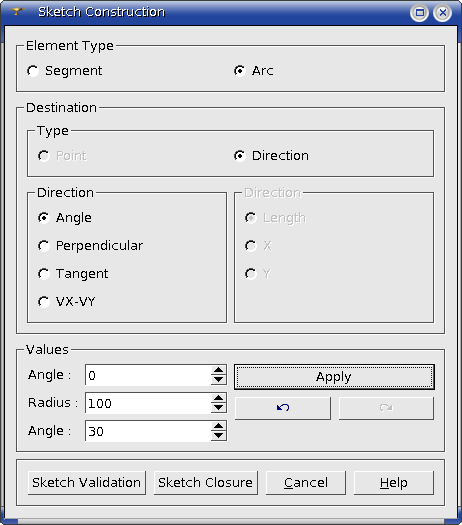 Sketch Construction
Element Type
Segment Arc
Destination
Type
Point Direction
Direction Direction
Angle Length
Perpendicular X
Tangent Y
VX-VY
Values
Angle : 0 Apply
Radius : 100
Angle : 30
Sketch Validation Sketch Closure Cancel Help